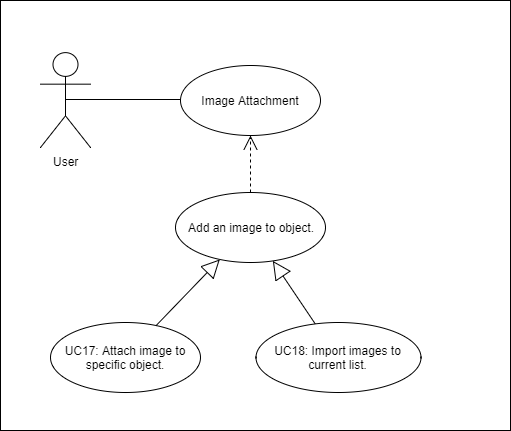 Image Attachment
User
Add an image to object.
UC17: Attach image to
specific object.
UC18: Import images to
current list.